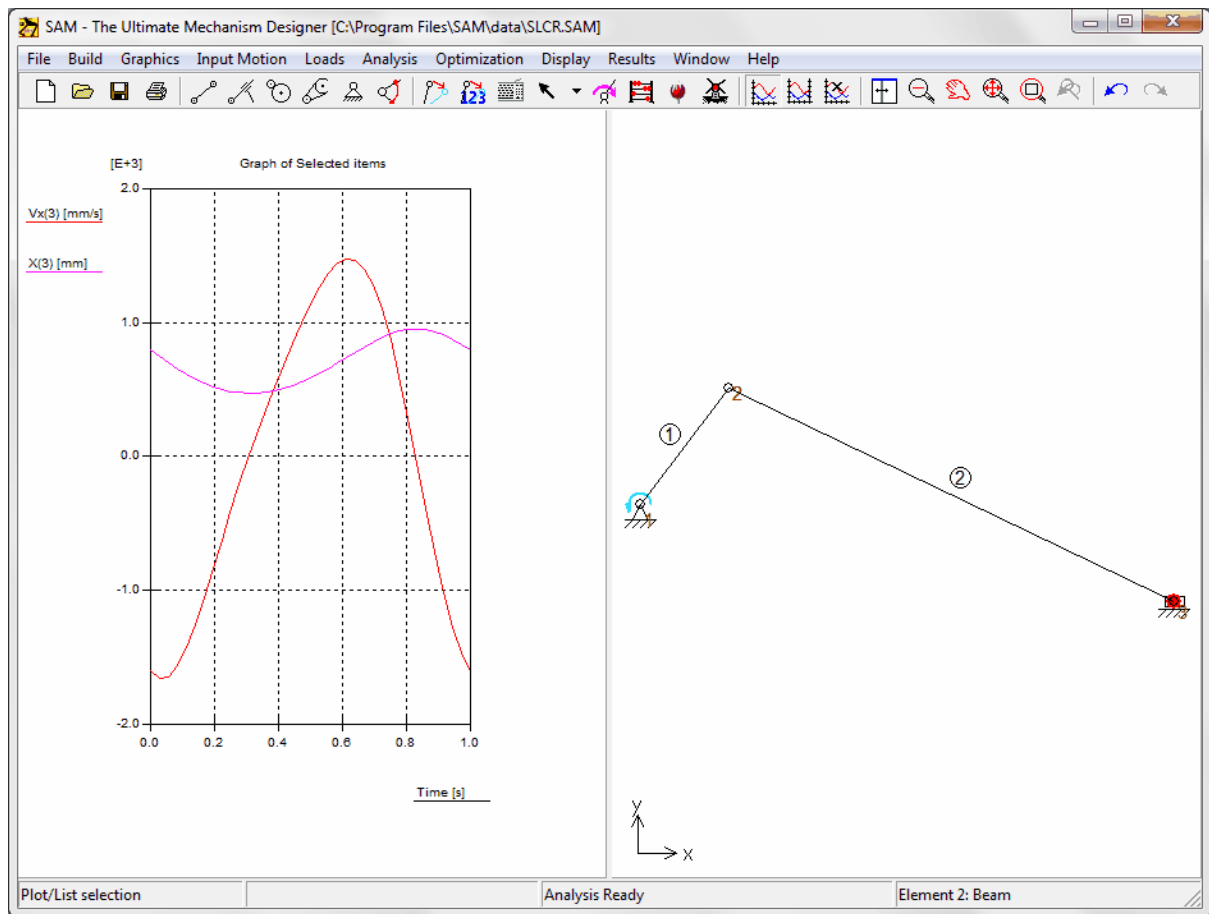 SAM - The Ultimate Mechanism Designer [C:\Program Files\SAM\data\SLCR.SAM]
File Build Graphics Input Motion Loads Analysis Optimization Display Results Window Help
123
[E+3] Graph of Selected items
2.0
Vx(3) [mm/s]
X(3) [mm]
1.0
0.0
-1.0
-2.0
0.0 0.2 0.4 0.6 0.8 1.0
Time [s]
2
1
2
1
3
y
x
Plot/List selection Analysis Ready Element 2: Beam